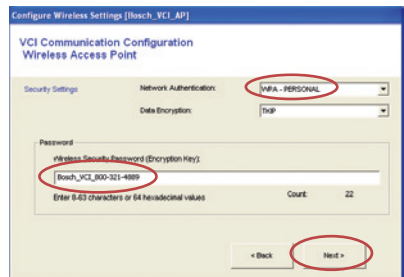 Configure Wireless Settings [Bosch_VCI_AP]
VCI Communication Configuration
Wireless Access Point
Security Settings
Network Authentication: WPA - PERSONAL
Data Encryption: TKIP
Password
Wireless Security Password (Encryption Key):
Bosch_VCI_800-321-4889
Enter 8-63 characters or 64 hexadecimal values Count: 22
< Back Next >